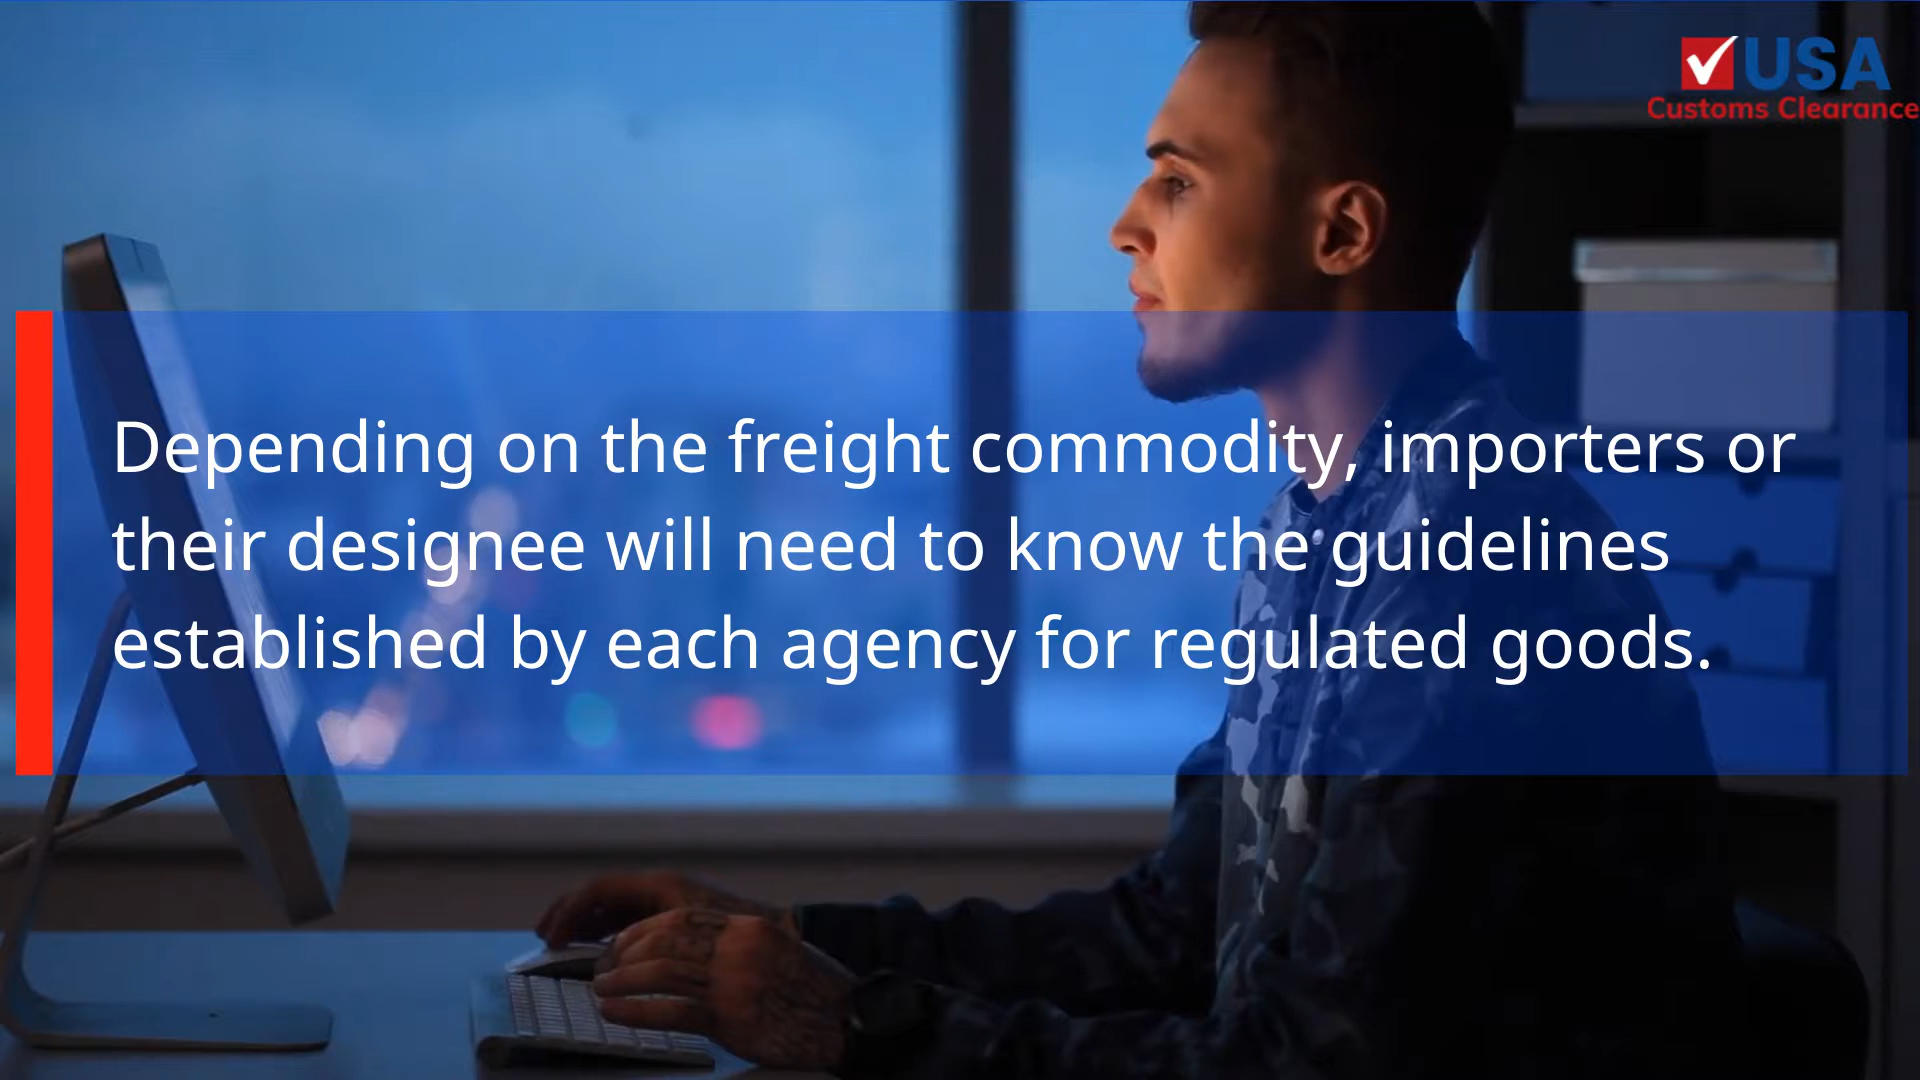 USA
Customs Clearance
Depending on the freight commodity, importers or
their designee will need to know the guidelines
established by each agency for regulated goods.